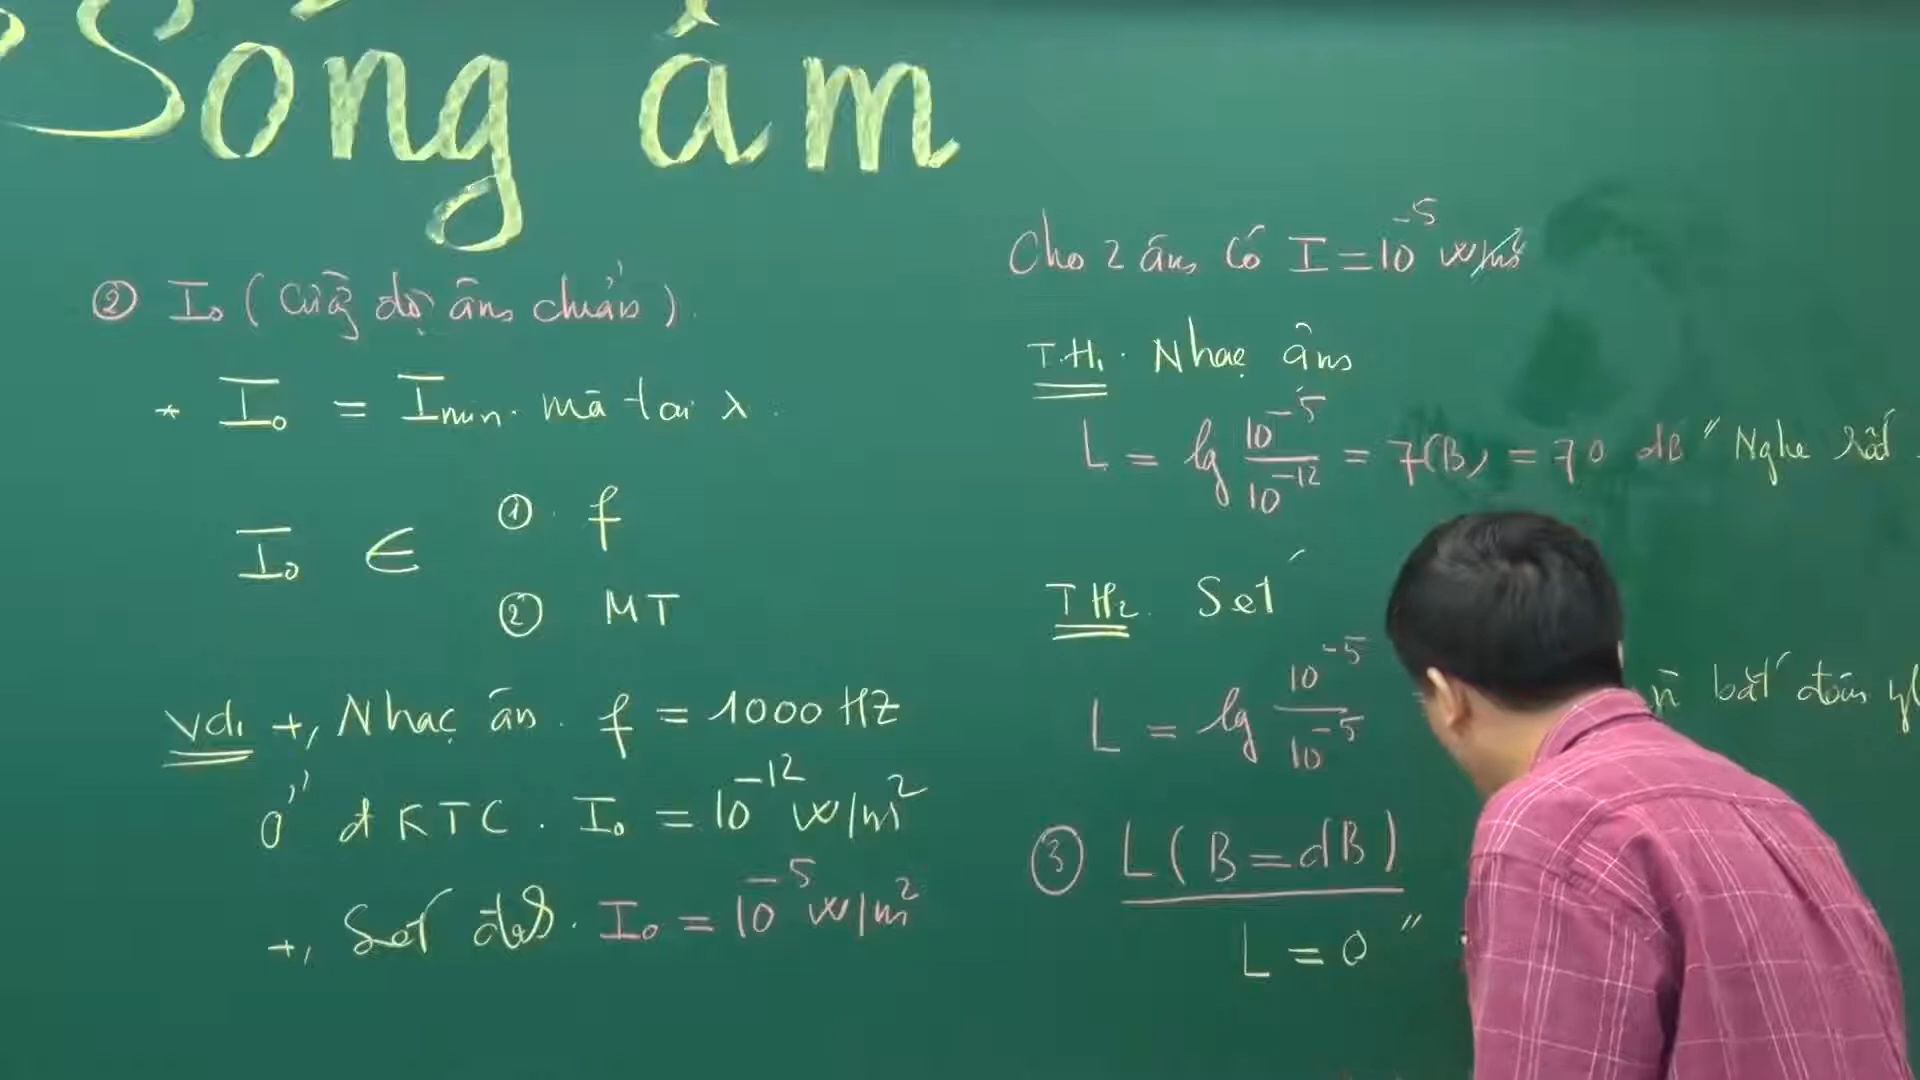 Sóng âm
② I₀ (Cường độ âm chuẩn).
* I₀ = Imin. mà tai λ.
I₀ ∈ ① f
② MT
Vd₁ +, Nhạc âm. f = 1000 HZ
Ở đKTC. I₀ = 10⁻¹² W/m²
+, Sét I₀ = 10⁻⁵ W/m²
Cho 2 âm có I = 10⁻⁵ W/m²
T.H₁. Nhạc âm
L = lg 10⁻⁵/10⁻¹² = 7(B) = 70 dB "Nghe rất
TH₂. Sét
L = lg 10⁻⁵/10⁻⁵ bắt đầu
③ L(B=dB)
L = 0 "